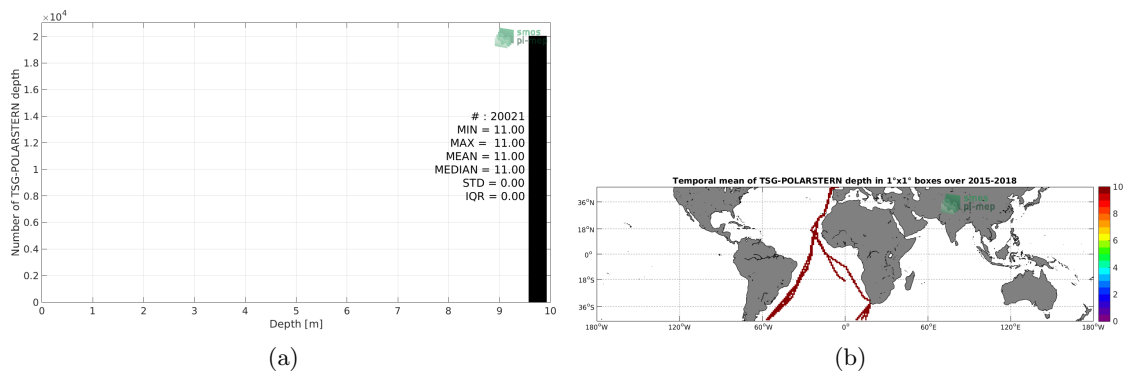 ×10⁴
2
1.8
1.6
1.4
1.2
1
0.8
0.6
0.4
0.2
0
Number of TSG-POLARSTERN depth
smos
pi-mep
# : 20021
MIN = 11.00
MAX = 11.00
MEAN = 11.00
MEDIAN = 11.00
STD = 0.00
IQR = 0.00
0 1 2 3 4 5 6 7 8 9 10
Depth [m]
(a)
Temporal mean of TSG-POLARSTERN depth in 1°x1° boxes over 2015-2018
smos
pi-mep
36°N
18°N
0°
18°S
36°S
180°W 120°W 60°W 0° 60°E 120°E 180°W
10
8
6
4
2
0
(b)